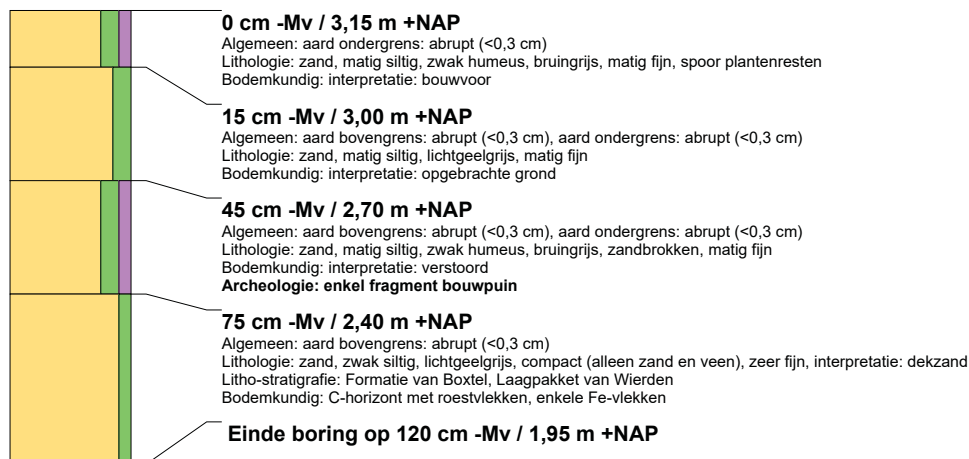 0 cm -Mv / 3,15 m +NAP
Algemeen: aard ondergrens: abrupt (<0,3 cm)
Lithologie: zand, matig siltig, zwak humeus, bruingrijs, matig fijn, spoor plantenresten
Bodemkundig: interpretatie: bouwvoor
15 cm -Mv / 3,00 m +NAP
Algemeen: aard bovengrens: abrupt (<0,3 cm), aard ondergrens: abrupt (<0,3 cm)
Lithologie: zand, matig siltig, lichtgeelgrijs, matig fijn
Bodemkundig: interpretatie: opgebrachte grond
45 cm -Mv / 2,70 m +NAP
Algemeen: aard bovengrens: abrupt (<0,3 cm), aard ondergrens: abrupt (<0,3 cm)
Lithologie: zand, matig siltig, zwak humeus, bruingrijs, zandbrokken, matig fijn
Bodemkundig: interpretatie: verstoord
Archeologie: enkel fragment bouwpuin
75 cm -Mv / 2,40 m +NAP
Algemeen: aard bovengrens: abrupt (<0,3 cm)
Lithologie: zand, zwak siltig, lichtgeelgrijs, compact (alleen zand en veen), zeer fijn, interpretatie: dekzand
Litho-stratigrafie: Formatie van Boxtel, Laagpakket van Wierden
Bodemkundig: C-horizont met roestvlekken, enkele Fe-vlekken
Einde boring op 120 cm -Mv / 1,95 m +NAP